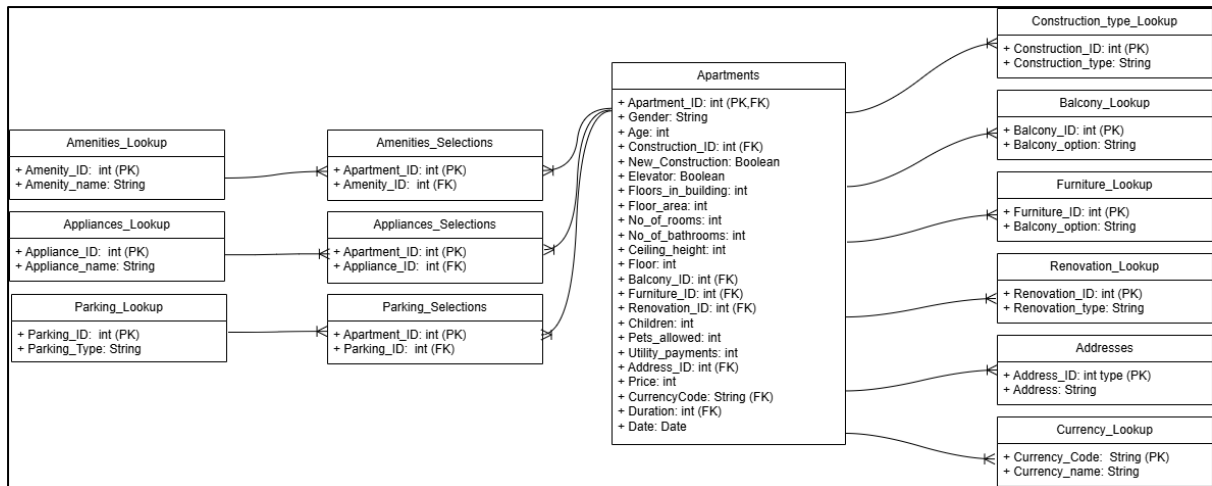 Amenities_Lookup
+ Amenity_ID:  int (PK)
+ Amenity_name: String
Appliances_Lookup
+ Appliance_ID:  int (PK)
+ Appliance_name: String
Parking_Lookup
+ Parking_ID:  int (PK)
+ Parking_Type: String
Amenities_Selections
+ Apartment_ID: int (PK)
+ Amenity_ID:  int (FK)
Appliances_Selections
+ Apartment_ID: int (PK)
+ Appliance_ID:  int (FK)
Parking_Selections
+ Apartment_ID: int (PK)
+ Parking_ID:  int (FK)
Apartments
+ Apartment_ID: int (PK,FK)
+ Gender: String
+ Age: int
+ Construction_ID: int (FK)
+ New_Construction: Boolean
+ Elevator: Boolean
+ Floors_in_building: int
+ Floor_area: int
+ No_of_rooms: int
+ No_of_bathrooms: int
+ Ceiling_height: int
+ Floor: int
+ Balcony_ID: int (FK)
+ Furniture_ID: int (FK)
+ Renovation_ID: int (FK)
+ Children: int
+ Pets_allowed: int
+ Utility_payments: int
+ Address_ID: int (FK)
+ Price: int
+ CurrencyCode: String (FK)
+ Duration: int (FK)
+ Date: Date
Construction_type_Lookup
+ Construction_ID: int (PK)
+ Construction_type: String
Balcony_Lookup
+ Balcony_ID: int (PK)
+ Balcony_option: String
Furniture_Lookup
+ Furniture_ID: int (PK)
+ Balcony_option: String
Renovation_Lookup
+ Renovation_ID: int (PK)
+ Renovation_type: String
Addresses
+ Address_ID: int type (PK)
+ Address: String
Currency_Lookup
+ Currency_Code:  String (PK)
+ Currency_name: String